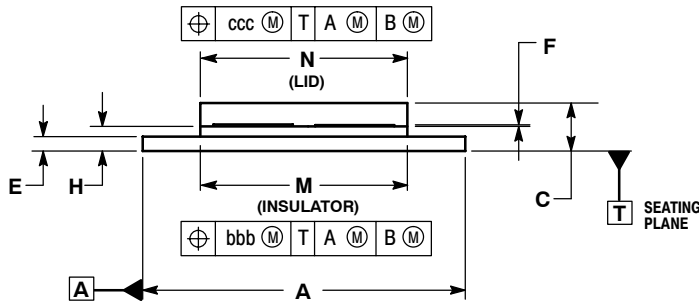 ⌖ ccc Ⓜ T A Ⓜ B Ⓜ
N
(LID)
F
E
H
M
(INSULATOR)
C
T SEATING
PLANE
⌖ bbb Ⓜ T A Ⓜ B Ⓜ
A
A